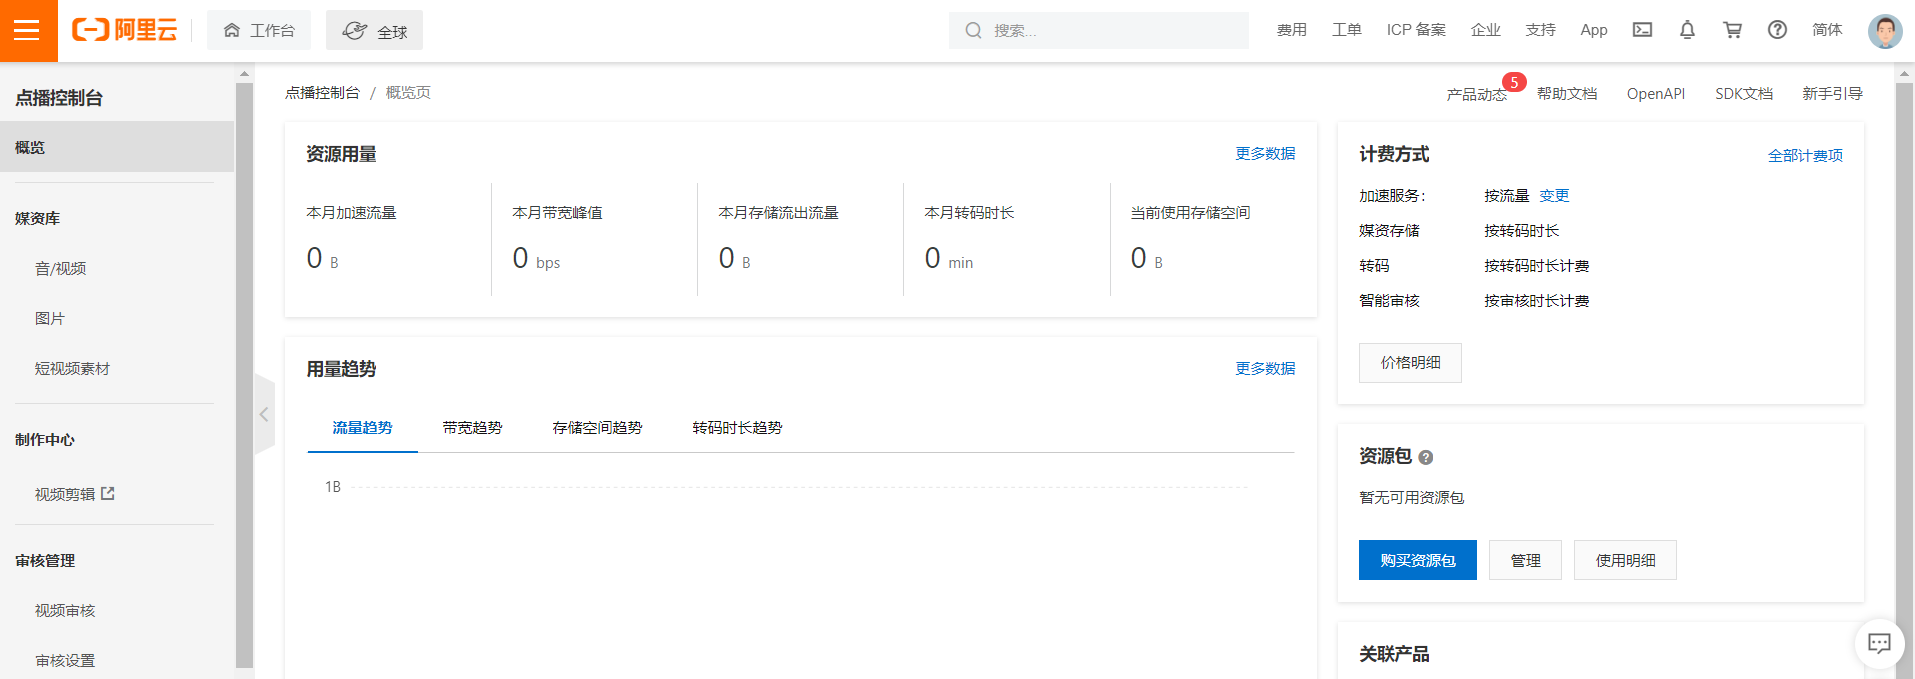 阿里云
工作台
全球
搜索...
费用
工单
ICP 备案
企业
支持
App
简体
点播控制台
概览
媒资库
音/视频
图片
短视频素材
制作中心
视频剪辑
审核管理
视频审核
审核设置
点播控制台 / 概览页
产品动态
5
帮助文档
OpenAPI
SDK文档
新手引导
资源用量
更多数据
本月加速流量
0 B
本月带宽峰值
0 bps
本月存储流出流量
0 B
本月转码时长
0 min
当前使用存储空间
0 B
用量趋势
更多数据
流量趋势
带宽趋势
存储空间趋势
转码时长趋势
1B
计费方式
全部计费项
加速服务: 按流量 变更
媒资存储 按转码时长
转码 按转码时长计费
智能审核 按审核时长计费
价格明细
资源包
暂无可用资源包
购买资源包
管理
使用明细
关联产品